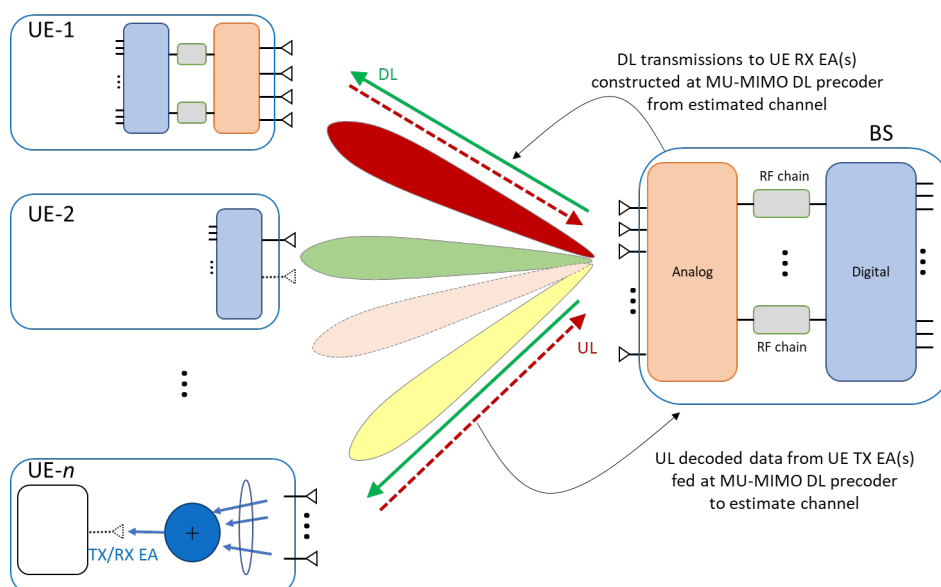 UE-1
DL
DL transmissions to UE RX EA(s)
constructed at MU-MIMO DL precoder
from estimated channel
BS
RF chain
UE-2
Analog
Digital
RF chain
UL
UE-n
+
TX/RX EA
UL decoded data from UE TX EA(s)
fed at MU-MIMO DL precoder
to estimate channel